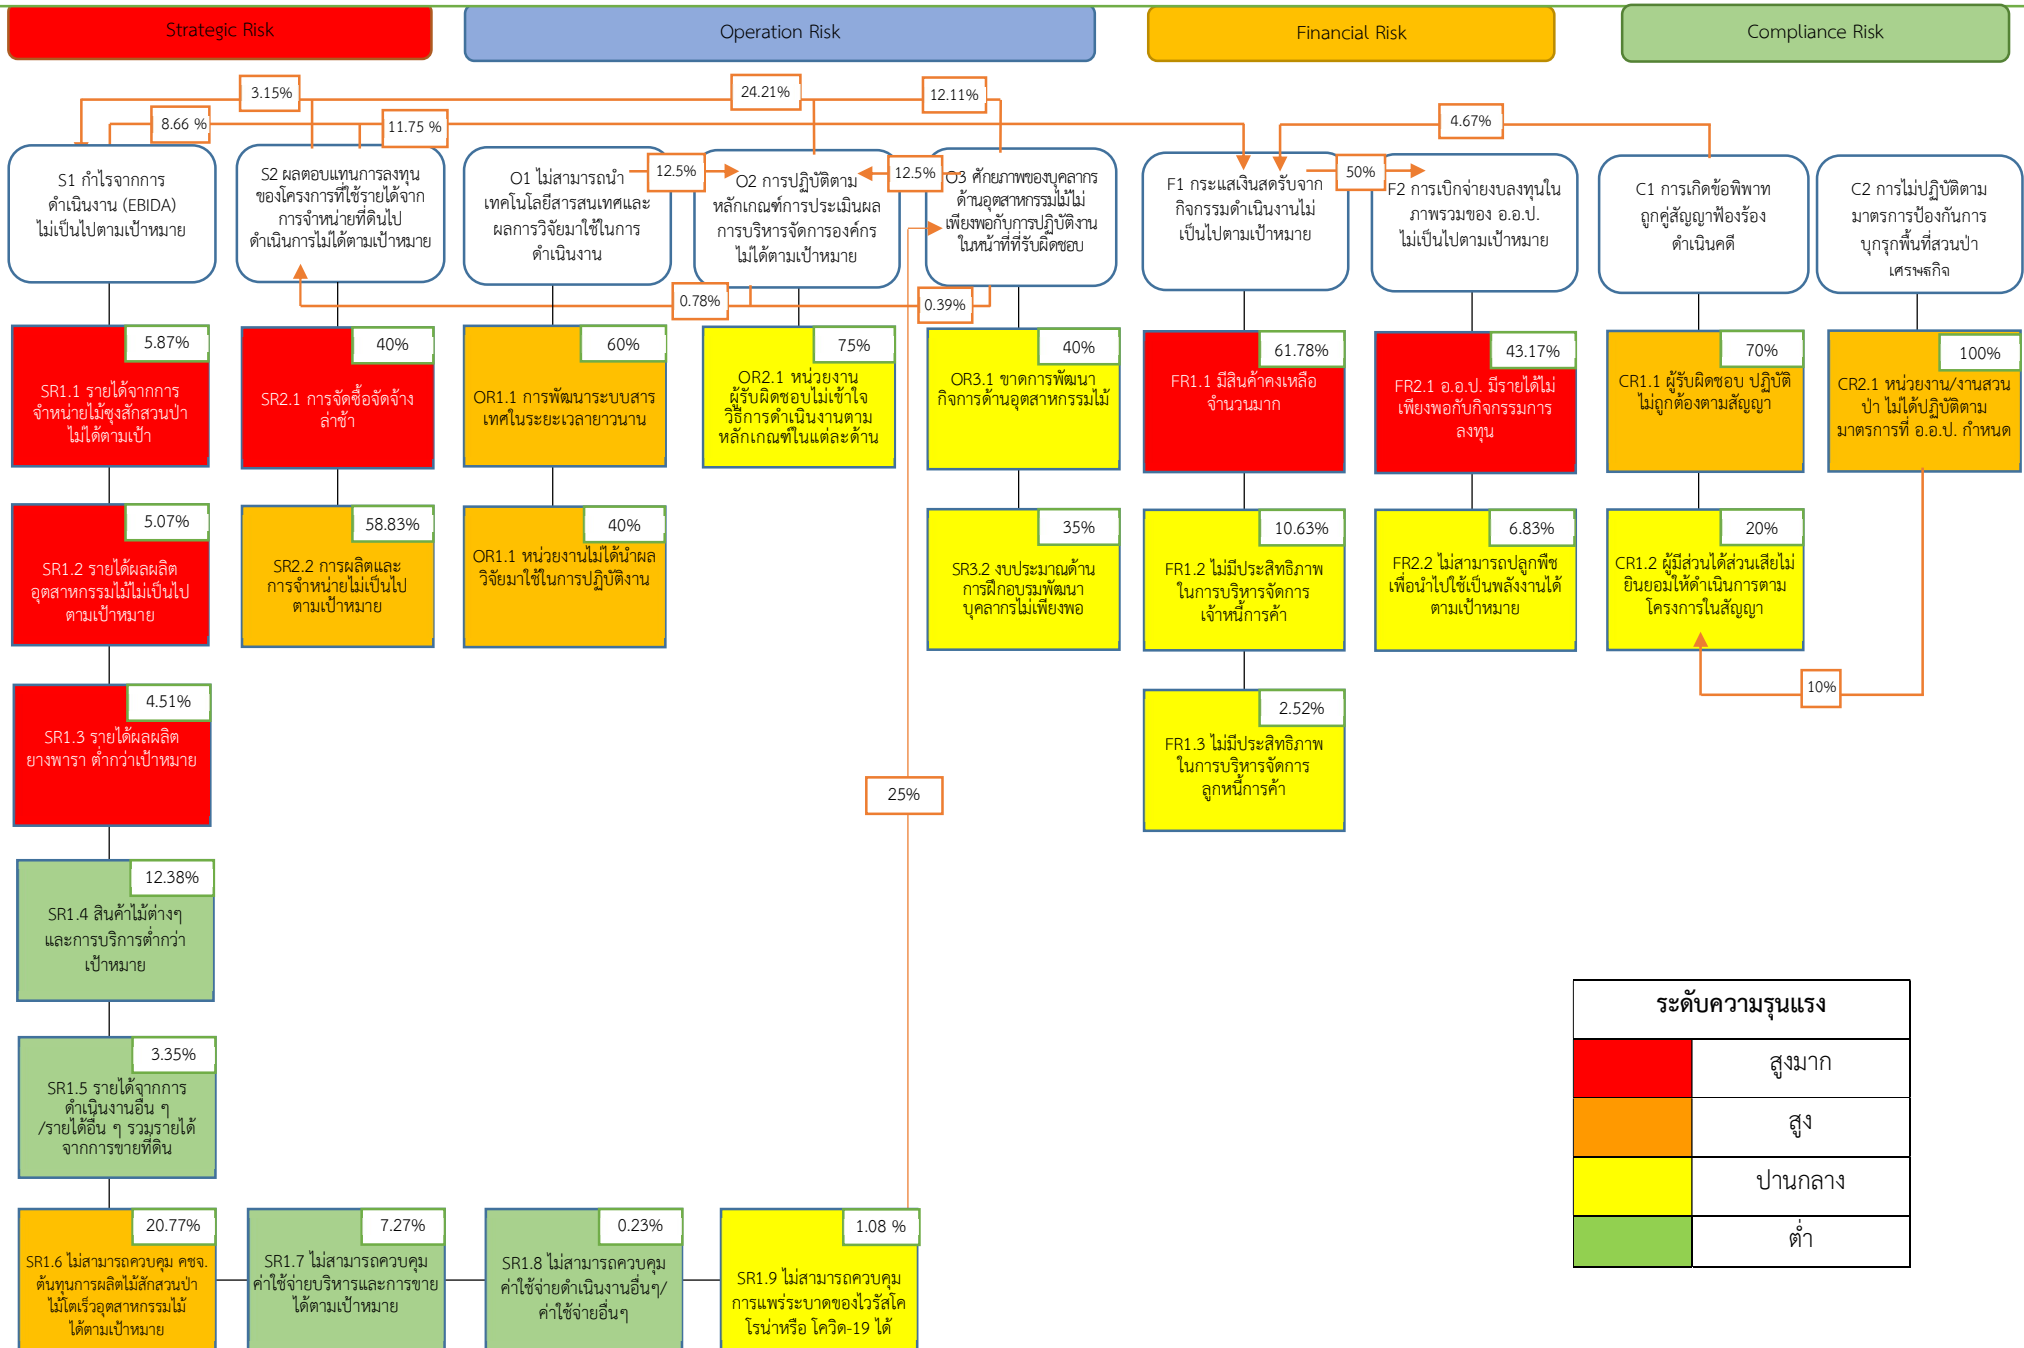 Strategic Risk
Operation Risk
Financial Risk
Compliance Risk
3.15%
24.21%
12.11%
8.66 %
11.75 %
4.67%
S1 กำไรจากการ
ดำเนินงาน (EBIDA)
ไม่เป็นไปตามเป้าหมาย
S2 ผลตอบแทนการลงทุน
ของโครงการที่ใช้รายได้จาก
การจำหน่ายที่ดินไป
ดำเนินการไม่ได้ตามเป้าหมาย
O1 ไม่สามารถนำ
เทคโนโลยีสารสนเทศและ
ผลการวิจัยมาใช้ในการ
ดำเนินงาน
12.5%
O2 การปฏิบัติตาม
หลักเกณฑ์การประเมินผล
การบริหารจัดการองค์กร
ไม่ได้ตามเป้าหมาย
12.5%
O3 ศักยภาพของบุคลากร
ด้านอุตสาหกรรมไม้ไม่
เพียงพอกับการปฏิบัติงาน
ในหน้าที่ที่รับผิดชอบ
F1 กระแสเงินสดรับจาก
กิจกรรมดำเนินงานไม่
เป็นไปตามเป้าหมาย
50%
F2 การเบิกจ่ายงบลงทุนใน
ภาพรวมของ อ.อ.ป.
ไม่เป็นไปตามเป้าหมาย
C1 การเกิดข้อพิพาท
ถูกคู่สัญญาฟ้องร้อง
ดำเนินคดี
C2 การไม่ปฏิบัติตาม
มาตรการป้องกันการ
บุกรุกพื้นที่สวนป่า
เศรษฐกิจ
0.78%
0.39%
5.87%
SR1.1 รายได้จากการ
จำหน่ายไม้ซุงสักสวนป่า
ไม่ได้ตามเป้า
40%
SR2.1 การจัดซื้อจัดจ้าง
ล่าช้า
60%
OR1.1 การพัฒนาระบบสาร
เทศในระยะเวลายาวนาน
75%
OR2.1 หน่วยงาน
ผู้รับผิดชอบไม่เข้าใจ
วิธีการดำเนินงานตาม
หลักเกณฑ์ในแต่ละด้าน
40%
OR3.1 ขาดการพัฒนา
กิจการด้านอุตสาหกรรมไม้
61.78%
FR1.1 มีสินค้าคงเหลือ
จำนวนมาก
43.17%
FR2.1 อ.อ.ป. มีรายได้ไม่
เพียงพอกับกิจกรรมการ
ลงทุน
70%
CR1.1 ผู้รับผิดชอบ ปฏิบัติ
ไม่ถูกต้องตามสัญญา
100%
CR2.1 หน่วยงาน/งานสวน
ป่า ไม่ได้ปฏิบัติตาม
มาตรการที่ อ.อ.ป. กำหนด
5.07%
SR1.2 รายได้ผลผลิต
อุตสาหกรรมไม้ไม่เป็นไป
ตามเป้าหมาย
58.83%
SR2.2 การผลิตและ
การจำหน่ายไม่เป็นไป
ตามเป้าหมาย
40%
OR1.1 หน่วยงานไม่ได้นำผล
วิจัยมาใช้ในการปฏิบัติงาน
35%
SR3.2 งบประมาณด้าน
การฝึกอบรมพัฒนา
บุคลากรไม่เพียงพอ
10.63%
FR1.2 ไม่มีประสิทธิภาพ
ในการบริหารจัดการ
เจ้าหนี้การค้า
6.83%
FR2.2 ไม่สามารถปลูกพืช
เพื่อนำไปใช้เป็นพลังงานได้
ตามเป้าหมาย
20%
CR1.2 ผู้มีส่วนได้ส่วนเสียไม่
ยินยอมให้ดำเนินการตาม
โครงการในสัญญา
10%
4.51%
SR1.3 รายได้ผลผลิต
ยางพารา ต่ำกว่าเป้าหมาย
2.52%
FR1.3 ไม่มีประสิทธิภาพ
ในการบริหารจัดการ
ลูกหนี้การค้า
25%
12.38%
SR1.4 สินค้าไม้ต่างๆ
และการบริการต่ำกว่า
เป้าหมาย
3.35%
SR1.5 รายได้จากการ
ดำเนินงานอื่น ๆ
/รายได้อื่น ๆ รวมรายได้
จากการขายที่ดิน
20.77%
SR1.6 ไม่สามารถควบคุม คชจ.
ต้นทุนการผลิตไม้สักสวนป่า
ไม้โตเร็วอุตสาหกรรมไม้
ได้ตามเป้าหมาย
7.27%
SR1.7 ไม่สามารถควบคุม
ค่าใช้จ่ายบริหารและการขาย
ได้ตามเป้าหมาย
0.23%
SR1.8 ไม่สามารถควบคุม
ค่าใช้จ่ายดำเนินงานอื่นๆ/
ค่าใช้จ่ายอื่นๆ
1.08 %
SR1.9 ไม่สามารถควบคุม
การแพร่ระบาดของไวรัสโค
โรน่าหรือ โควิด-19 ได้
ระดับความรุนแรง
สูงมาก
สูง
ปานกลาง
ต่ำ